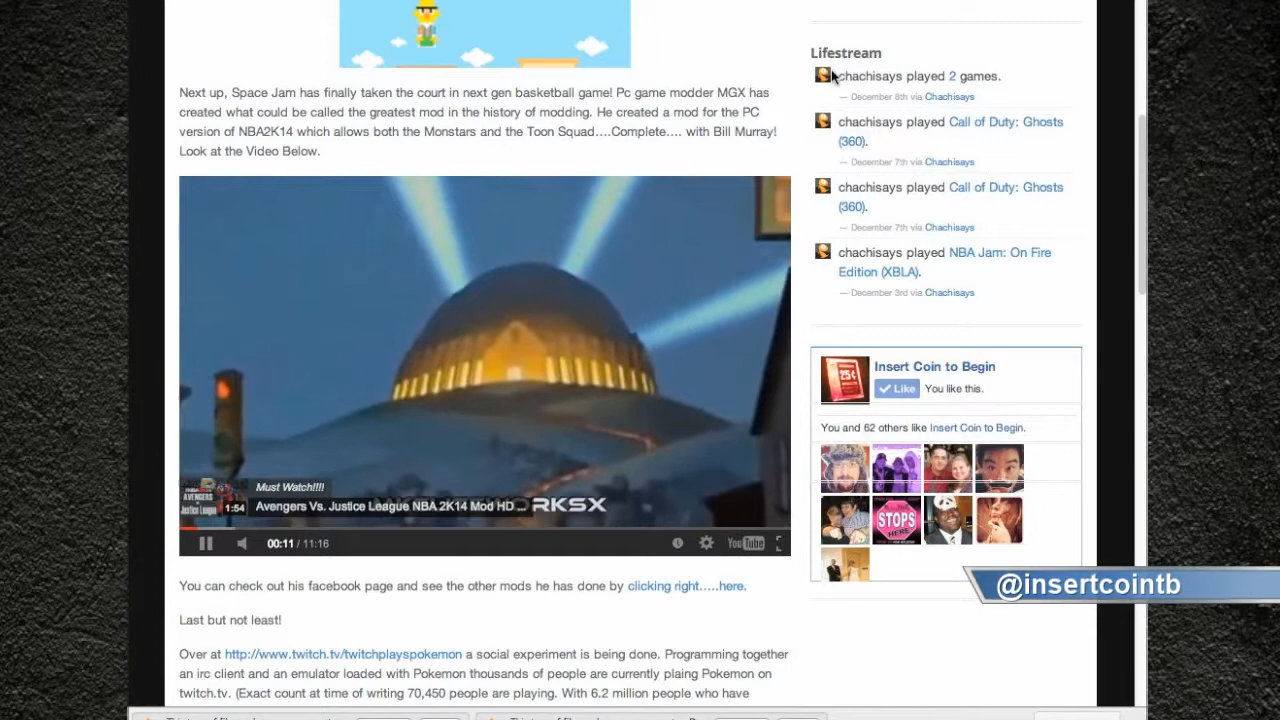 Next up, Space Jam has finally taken the court in next gen basketball game! Pc game modder MGX has
created what could be called the greatest mod in the history of modding. He created a mod for the PC
version of NBA2K14 which allows both the Monstars and the Toon Squad....Complete.... with Bill Murray!
Look at the Video Below.
Must Watch!!!!
Avengers Vs. Justice League NBA 2K14 Mod HD ...
1:54
RKSX
00:11 / 11:16
YouTube
You can check out his facebook page and see the other mods he has done by clicking right.....here.
Last but not least!
Over at http://www.twitch.tv/twitchplayspokemon a social experiment is being done. Programming together
an irc client and an emulator loaded with Pokemon thousands of people are currently plaing Pokemon on
twitch.tv. (Exact count at time of writing 70,450 people are playing. With 6.2 million people who have
Lifestream
chachisays played 2 games.
— December 8th via Chachisays
chachisays played Call of Duty: Ghosts
(360).
— December 7th via Chachisays
chachisays played Call of Duty: Ghosts
(360).
— December 7th via Chachisays
chachisays played NBA Jam: On Fire
Edition (XBLA).
— December 3rd via Chachisays
25¢
Insert Coin to Begin
Like You like this.
You and 62 others like Insert Coin to Begin.
STOPS
HERE
@insertcointb